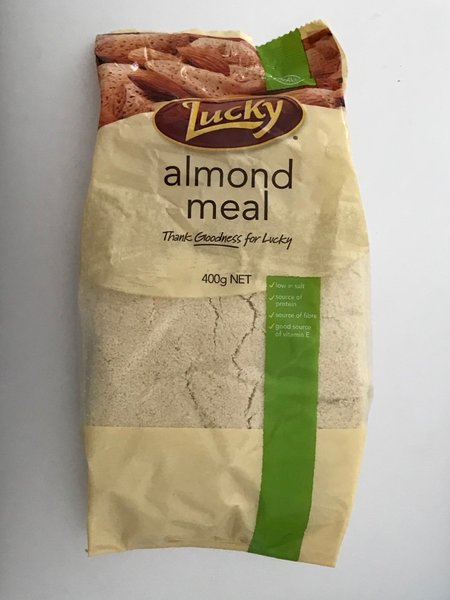 Lucky
almond
meal
Thank Goodness for Lucky
400g NET
low in salt
source of
protein
source of fibre
good source
of vitamin E